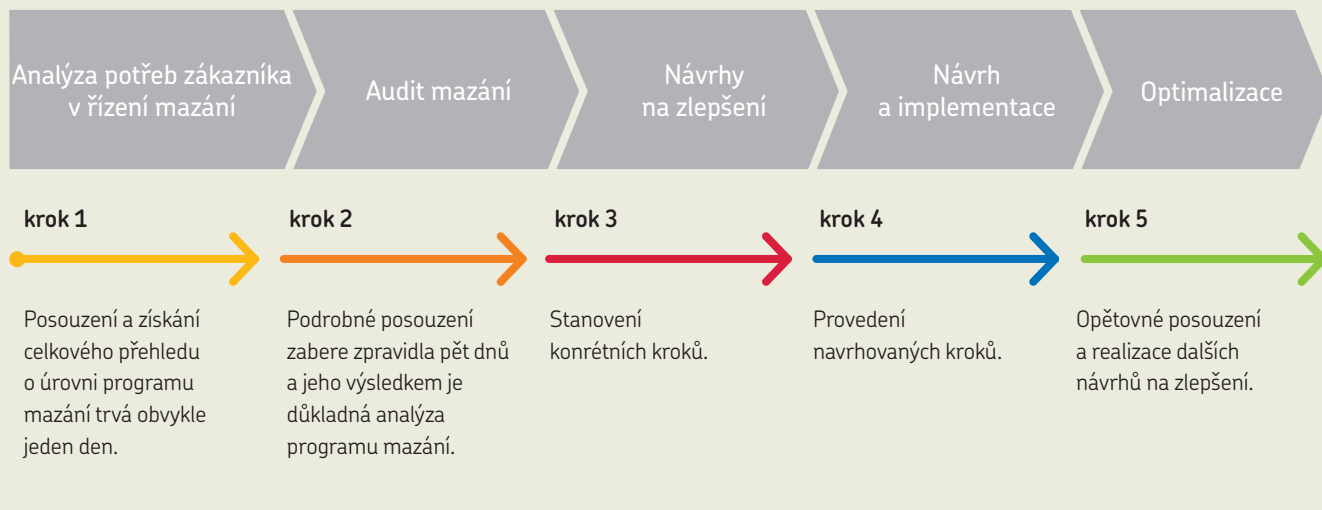 Analýza potřeb zákazníka
v řízení mazání
Audit mazání
Návrhy
na zlepšení
Návrh
a implementace
Optimalizace
krok 1
krok 2
krok 3
krok 4
krok 5
Posouzení a získání
celkového přehledu
o úrovni programu
mazání trvá obvykle
jeden den.
Podrobné posouzení
zabere zpravidla pět dnů
a jeho výsledkem je
důkladná analýza
programu mazání.
Stanovení
konrétních kroků.
Provedení
navrhovaných kroků.
Opětovné posouzení
a realizace dalších
návrhů na zlepšení.